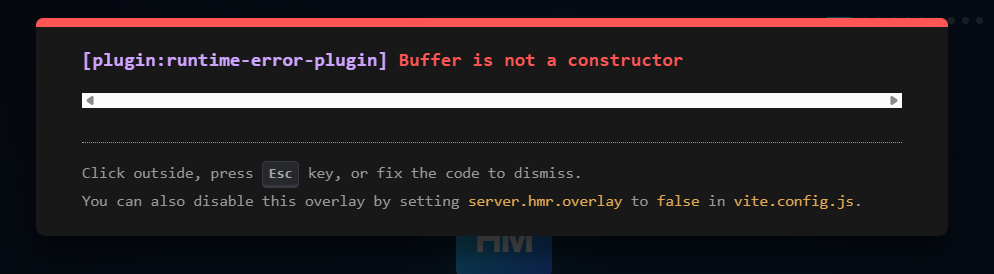 [plugin:runtime-error-plugin] Buffer is not a constructor
Click outside, press Esc key, or fix the code to dismiss.
You can also disable this overlay by setting server.hmr.overlay to false in vite.config.js.
HM